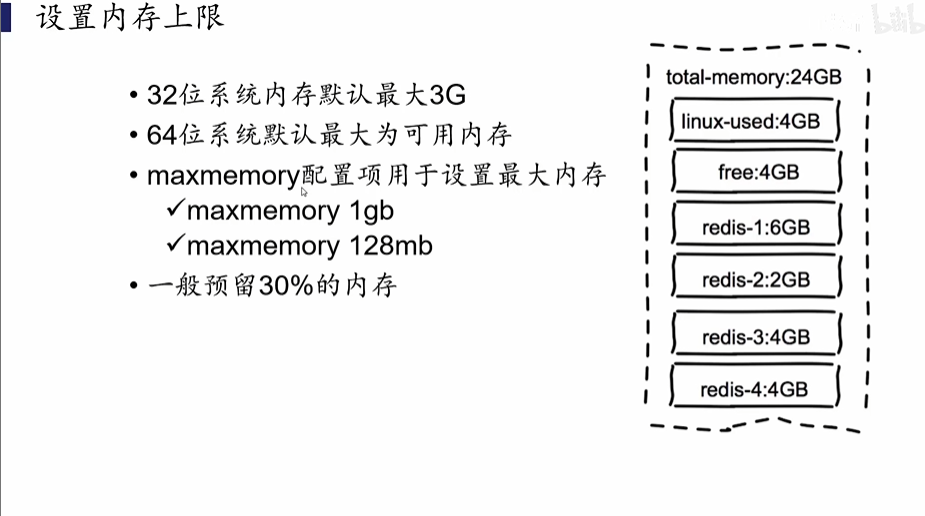 设置内存上限
• 32位系统内存默认最大3G
• 64位系统默认最大为可用内存
• maxmemory配置项用于设置最大内存
✓maxmemory 1gb
✓maxmemory 128mb
• 一般预留30%的内存
total-memory:24GB
linux-used:4GB
free:4GB
redis-1:6GB
redis-2:2GB
redis-3:4GB
redis-4:4GB